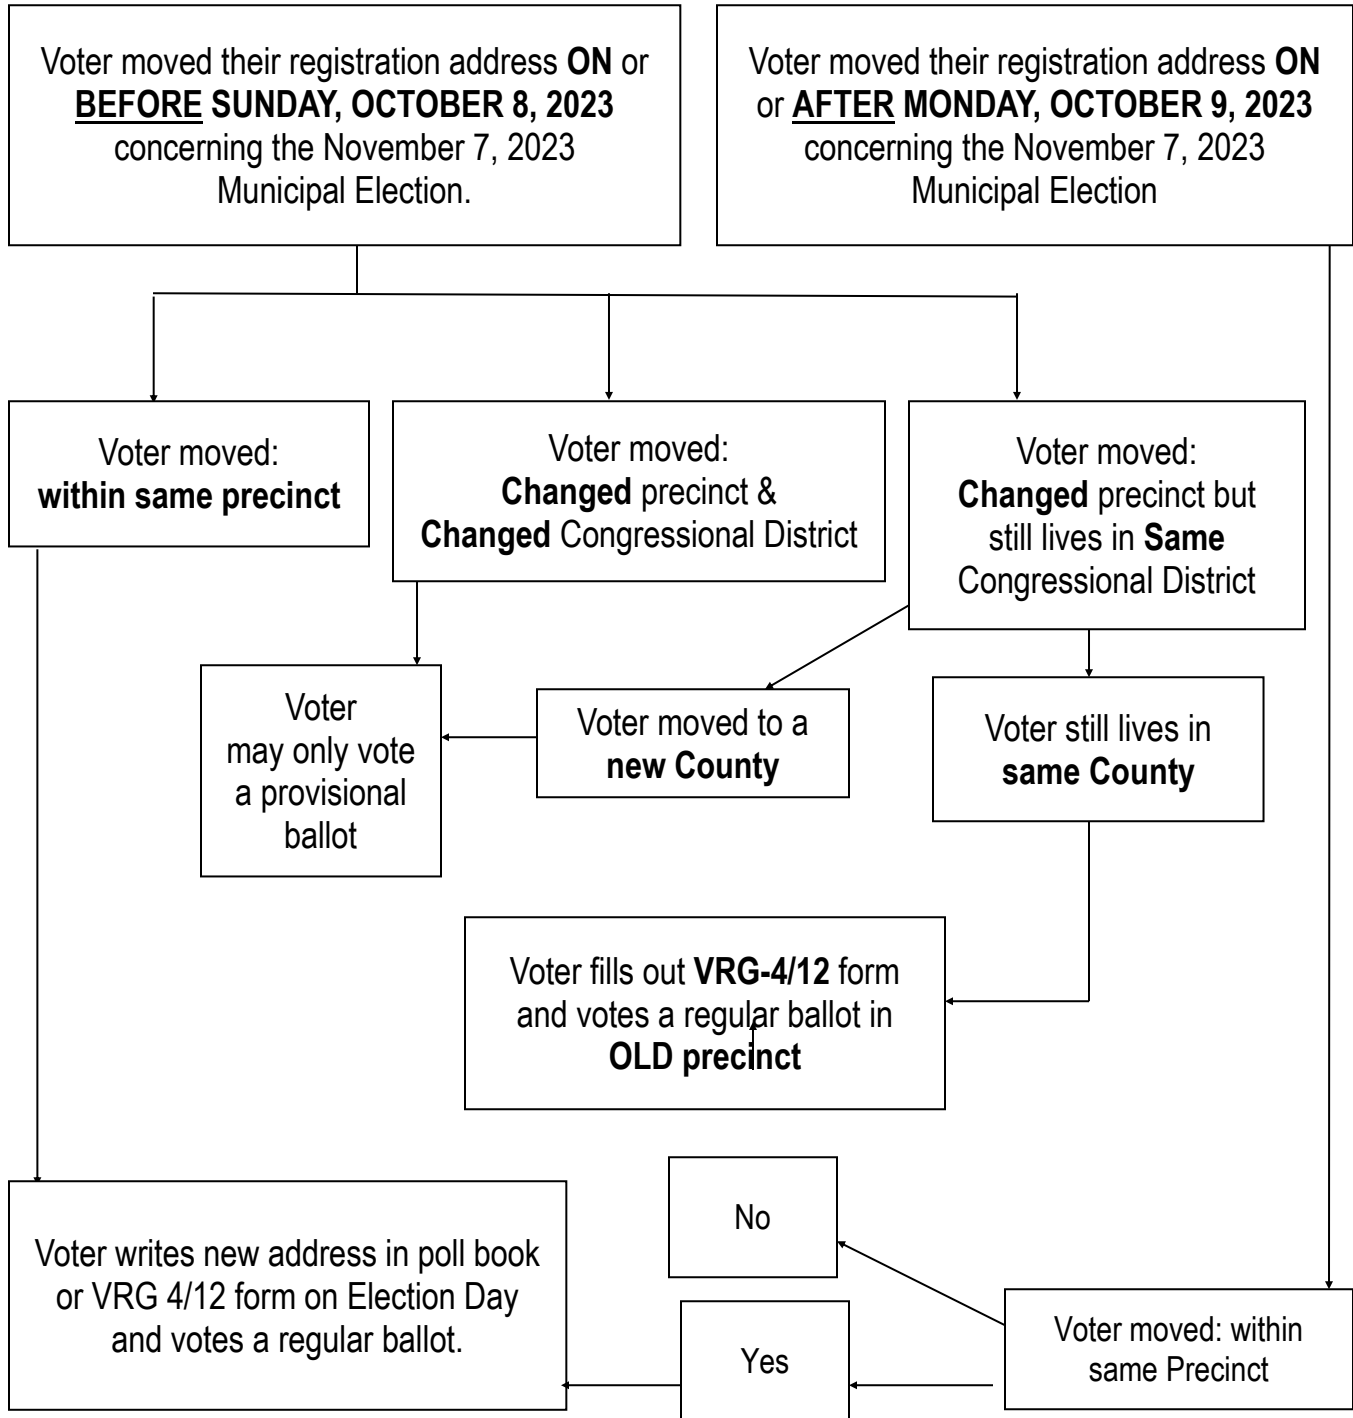 Voter moved their registration address ON or
BEFORE SUNDAY, OCTOBER 8, 2023
concerning the November 7, 2023
Municipal Election.
Voter moved their registration address ON
or AFTER MONDAY, OCTOBER 9, 2023
concerning the November 7, 2023
Municipal Election
Voter moved:
within same precinct
Voter moved:
Changed precinct &
Changed Congressional District
Voter moved:
Changed precinct but
still lives in Same
Congressional District
Voter
may only vote
a provisional
ballot
Voter moved to a
new County
Voter still lives in
same County
Voter fills out VRG-4/12 form
and votes a regular ballot in
OLD precinct
No
Voter writes new address in poll book
or VRG 4/12 form on Election Day
and votes a regular ballot.
Yes
Voter moved: within
same Precinct